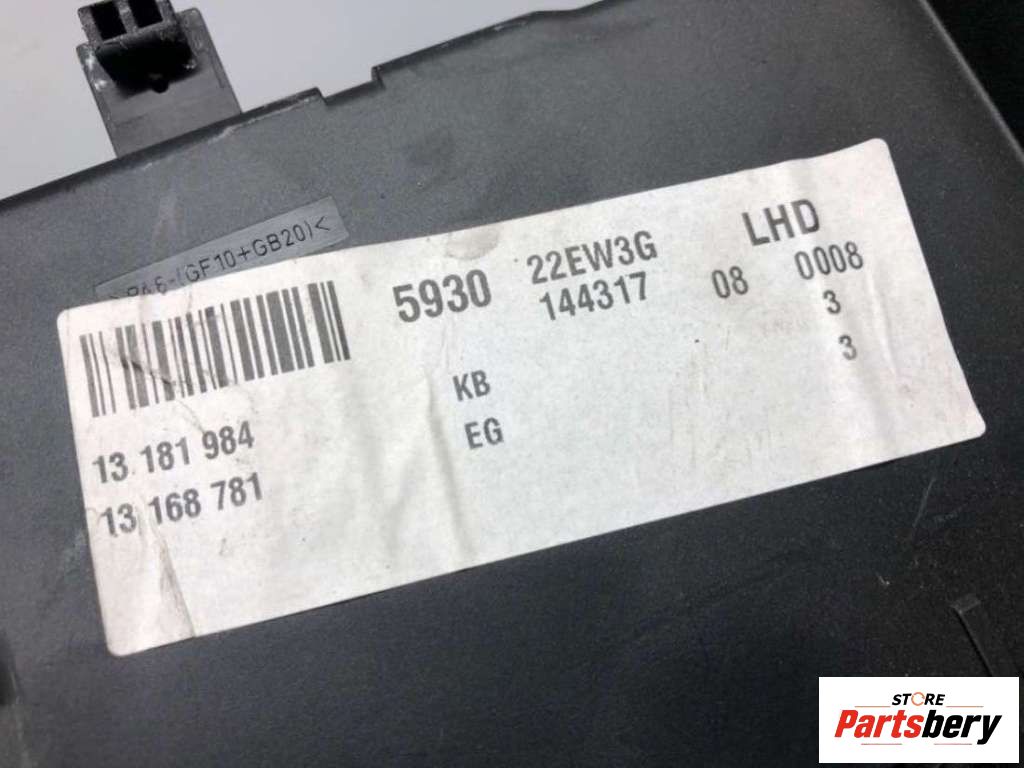 PA6-(GF10+GB20)<
LHD
5930 22EW3G
144317 08 0008
3
KB 3
EG
13 181 984
13 168 781
STORE
Partsbery